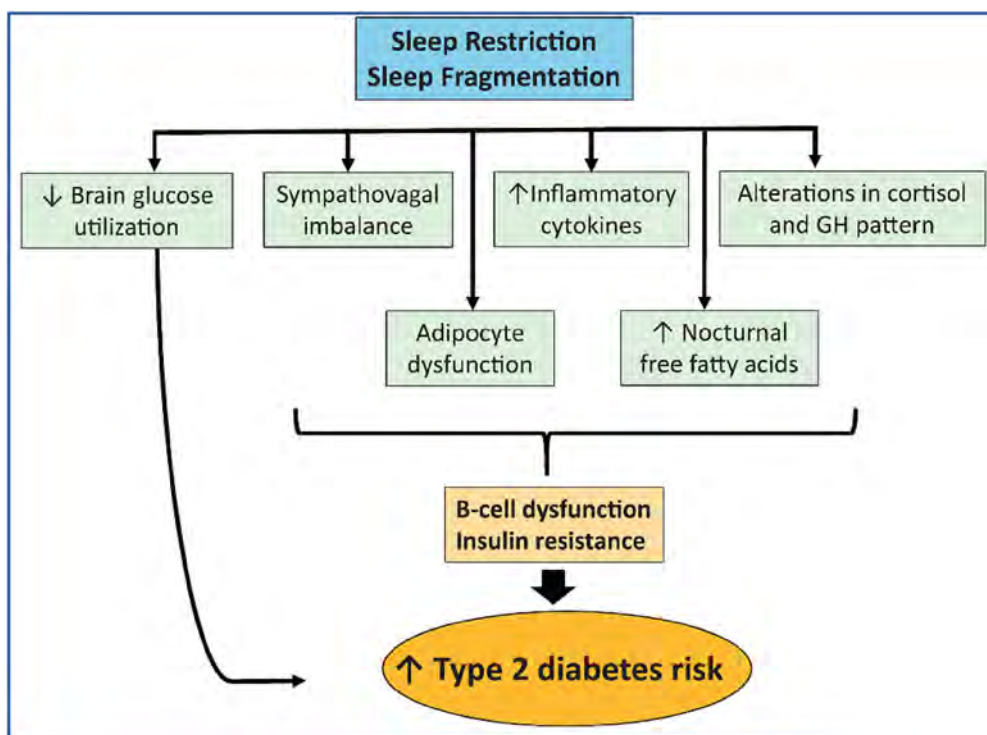 Sleep Restriction
Sleep Fragmentation
↓ Brain glucose
utilization
Sympathovagal
imbalance
↑Inflammatory
cytokines
Alterations in cortisol
and GH pattern
Adipocyte
dysfunction
↑ Nocturnal
free fatty acids
B-cell dysfunction
Insulin resistance
↑ Type 2 diabetes risk